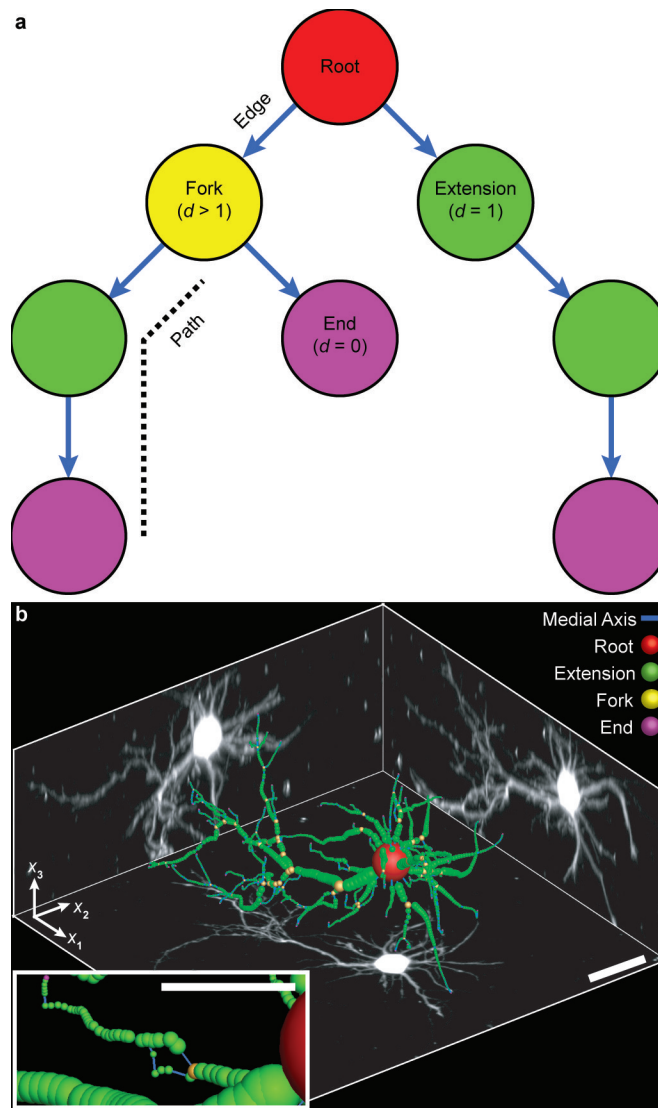 a
Root
Edge
Fork
(d > 1)
Extension
(d = 1)
Path
End
(d = 0)
b
Medial Axis
Root
Extension
Fork
End
X3
X2
X1